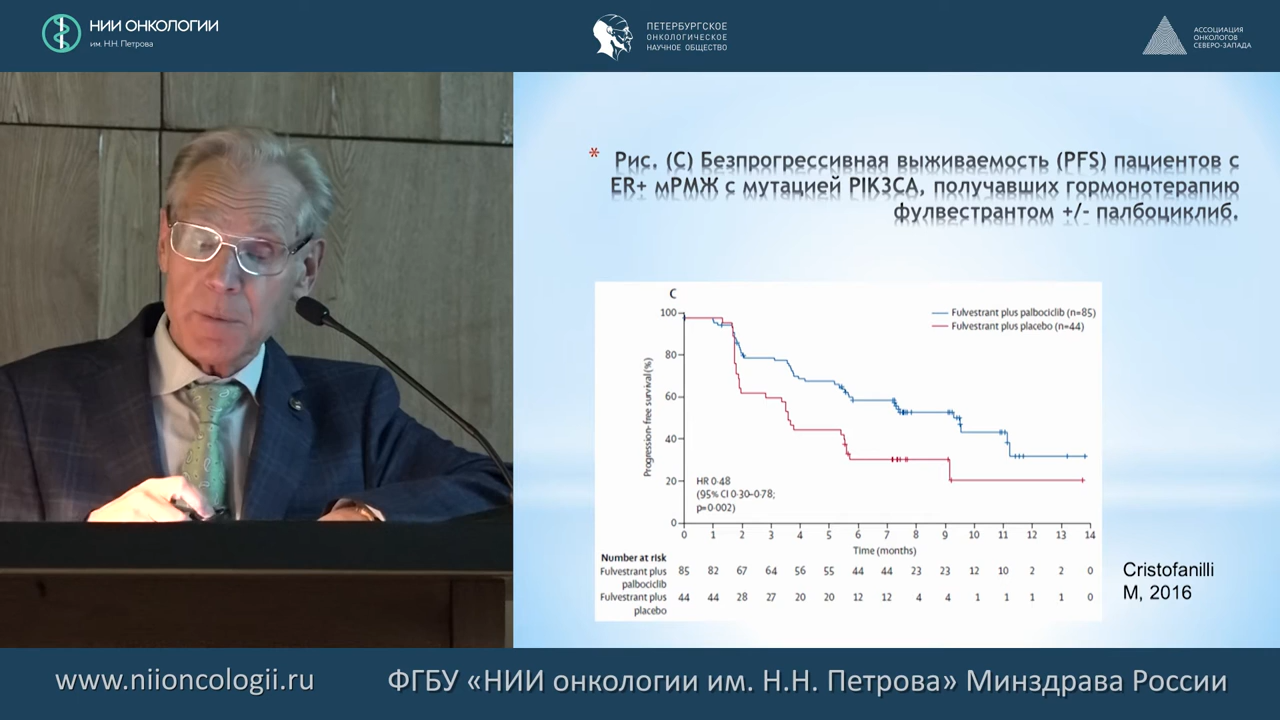 НИИ ОНКОЛОГИИ
им. Н.Н. Петрова
ПЕТЕРБУРГСКОЕ
ОНКОЛОГИЧЕСКОЕ
НАУЧНОЕ ОБЩЕСТВО
АССОЦИАЦИЯ
ОНКОЛОГОВ
СЕВЕРО-ЗАПАДА
* Рис. (C) Безпрогрессивная выживаемость (PFS) пациентов с
ER+ мРМЖ с мутацией PIK3CA, получавших гормонотерапию
фулвестрантом +/- палбоциклиб.
C
Fulvestrant plus palbociclib (n=85)
Fulvestrant plus placebo (n=44)
Progression-free survival (%)
100
80
60
40
20
0
HR 0·48
(95% CI 0·30–0·78;
p=0·002)
0 1 2 3 4 5 6 7 8 9 10 11 12 13 14
Time (months)
Number at risk
Fulvestrant plus
palbociclib
85 82 67 64 56 55 44 44 23 23 12 10 2 2 0
Fulvestrant plus
placebo
44 44 28 27 20 20 12 12 4 4 1 1 1 1 0
Cristofanilli
M, 2016
www.niioncologii.ru
ФГБУ «НИИ онкологии им. Н.Н. Петрова» Минздрава России